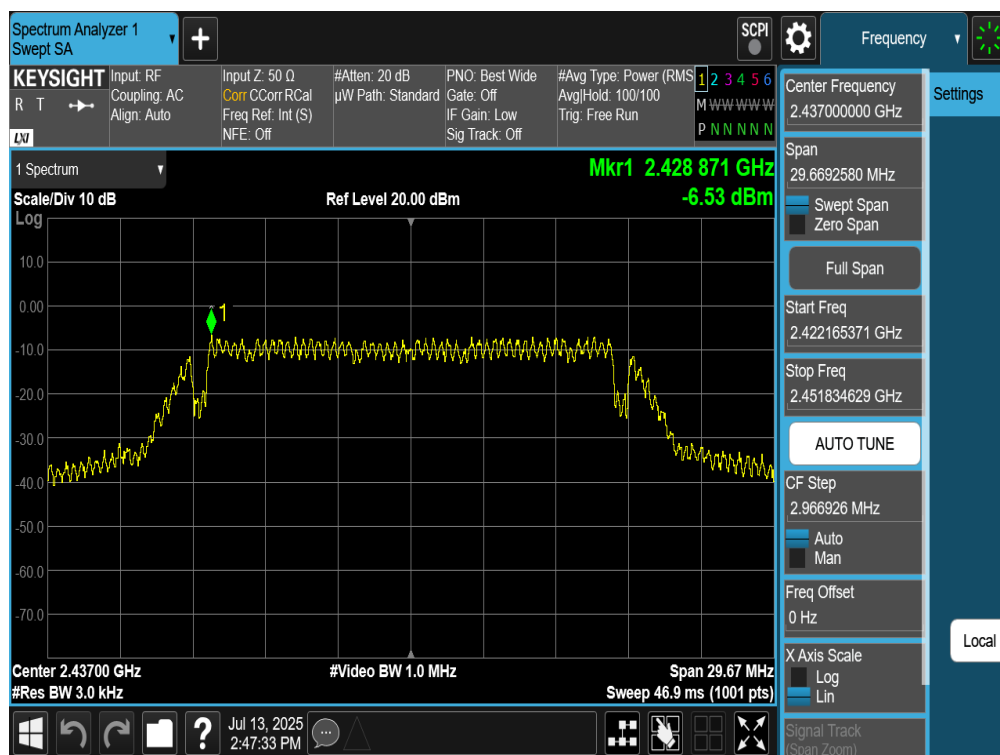 Spectrum Analyzer 1
Swept SA
SCPI
Frequency
KEYSIGHT
R T
LXI
Input: RF
Coupling: AC
Align: Auto
Input Z: 50 Ω
Corr CCorr RCal
Freq Ref: Int (S)
NFE: Off
#Atten: 20 dB
µW Path: Standard
PNO: Best Wide
Gate: Off
IF Gain: Low
Sig Track: Off
#Avg Type: Power (RMS
Avg|Hold: 100/100
Trig: Free Run
1 2 3 4 5 6
M W W W W W
P N N N N N
1 Spectrum
Mkr1 2.428 871 GHz
Scale/Div 10 dB
Ref Level 20.00 dBm
-6.53 dBm
Log
10.0
0.00
1
-10.0
-20.0
-30.0
-40.0
-50.0
-60.0
-70.0
Center 2.43700 GHz
#Video BW 1.0 MHz
Span 29.67 MHz
#Res BW 3.0 kHz
Sweep 46.9 ms (1001 pts)
Jul 13, 2025
2:47:33 PM
Center Frequency
2.437000000 GHz
Settings
Span
29.6692580 MHz
Swept Span
Zero Span
Full Span
Start Freq
2.422165371 GHz
Stop Freq
2.451834629 GHz
AUTO TUNE
CF Step
2.966926 MHz
Auto
Man
Freq Offset
0 Hz
Local
X Axis Scale
Log
Lin
Signal Track
(Span Zoom)